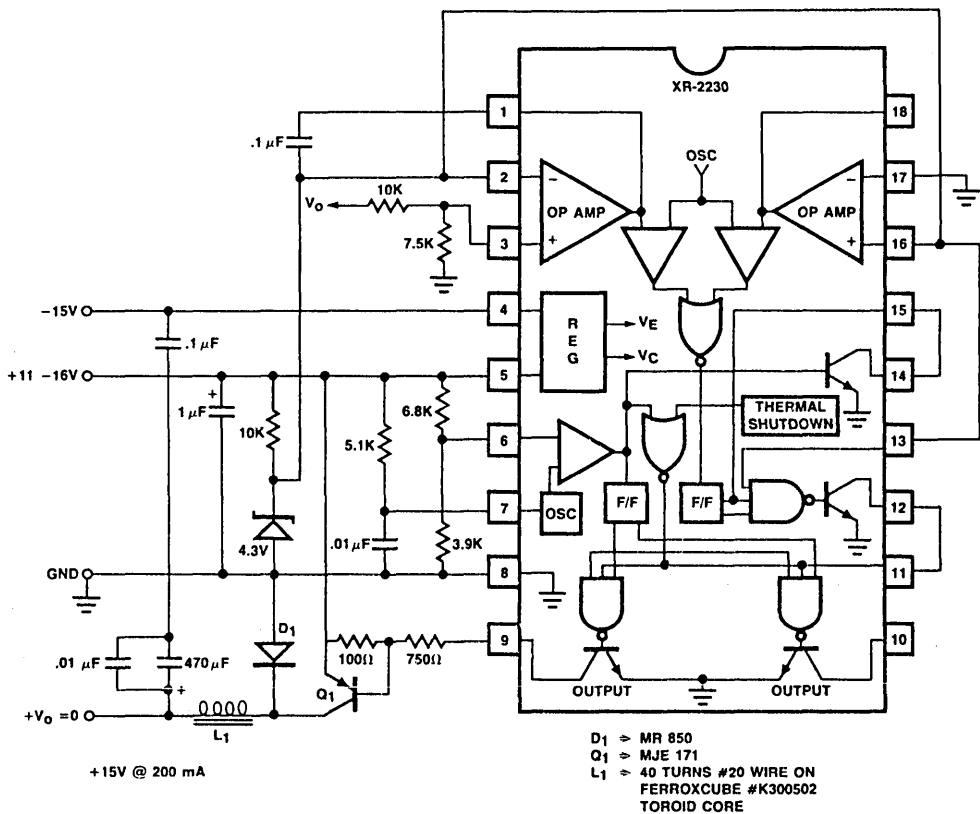 XR-2230
1
18
.1 µF
OSC
2
17
10K
OP AMP
OP AMP
−
+
−
+
V₀
7.5K
3
16
−15V
4
15
.1 µF
R
E
G
V_E
V_C
+11 −16V
5
14
+
1 µF
10K
6.8K
THERMAL
SHUTDOWN
5.1K
6
13
F/F
F/F
7
OSC
12
4.3V
.01 µF
3.9K
GND
8
11
D₁
9
10
.01 µF
470 µF
100Ω
750Ω
+
Q₁
OUTPUT
OUTPUT
+V₀ =0
L₁
D₁ ⇒ MR 850
Q₁ ⇒ MJE 171
L₁ ⇒ 40 TURNS #20 WIRE ON
FERROXCUBE #K300502
TOROID CORE
+15V @ 200 mA